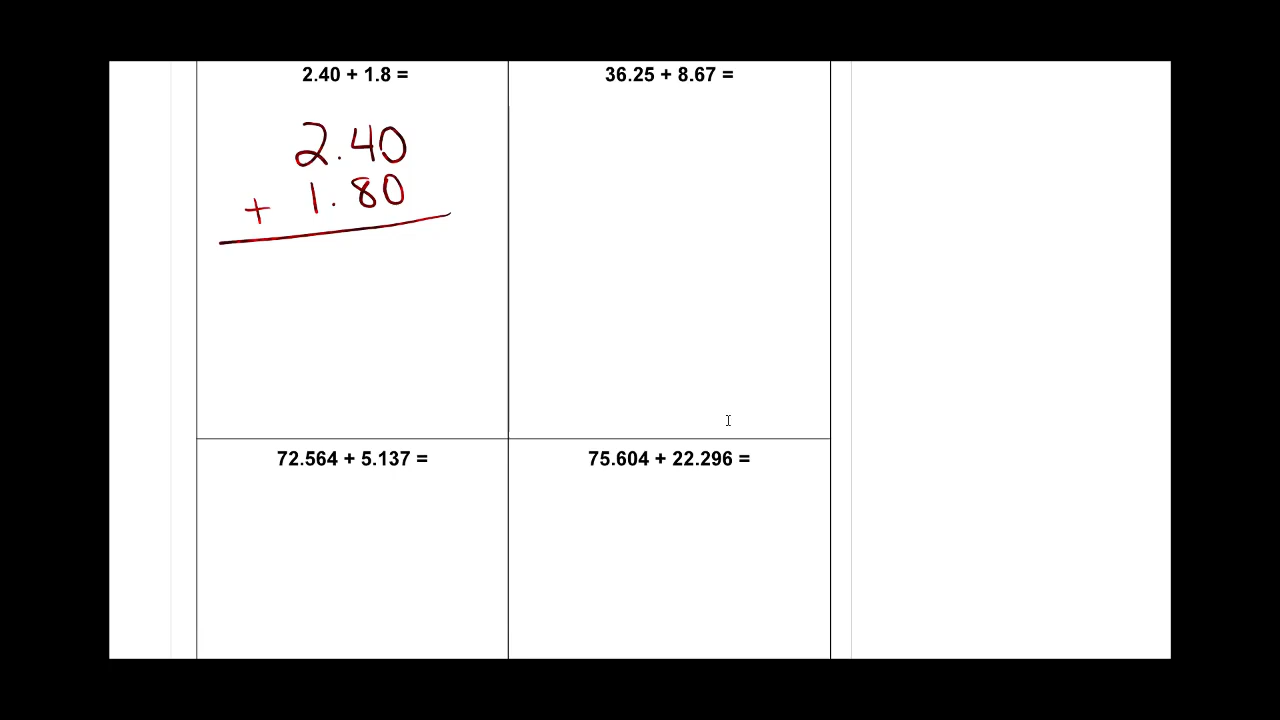 2.40 + 1.8 =
36.25 + 8.67 =
2.40
+ 1.80
72.564 + 5.137 =
75.604 + 22.296 =